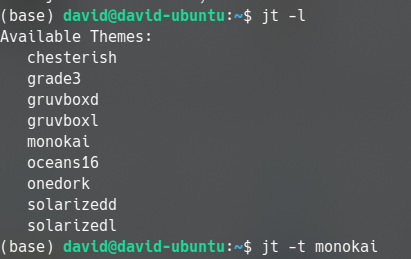 (base) david@david-ubuntu:~$ jt -l
Available Themes:
   chesterish
   grade3
   gruvboxd
   gruvboxl
   monokai
   oceans16
   onedork
   solarizedd
   solarizedl
(base) david@david-ubuntu:~$ jt -t monokai